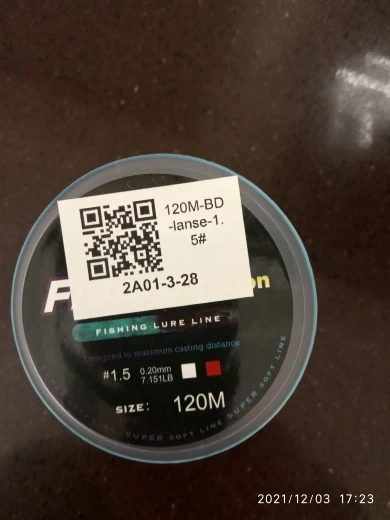 120M-BD
-lanse-1.
5#
2A01-3-28
F
on
FISHING LURE LINE
Designed to maximum casting distance
#1.5
0.20mm
7.151LB
SIZE: 120M
SUPER SOFT LINE SUPER SOFT LINE
2021/12/03 17:23